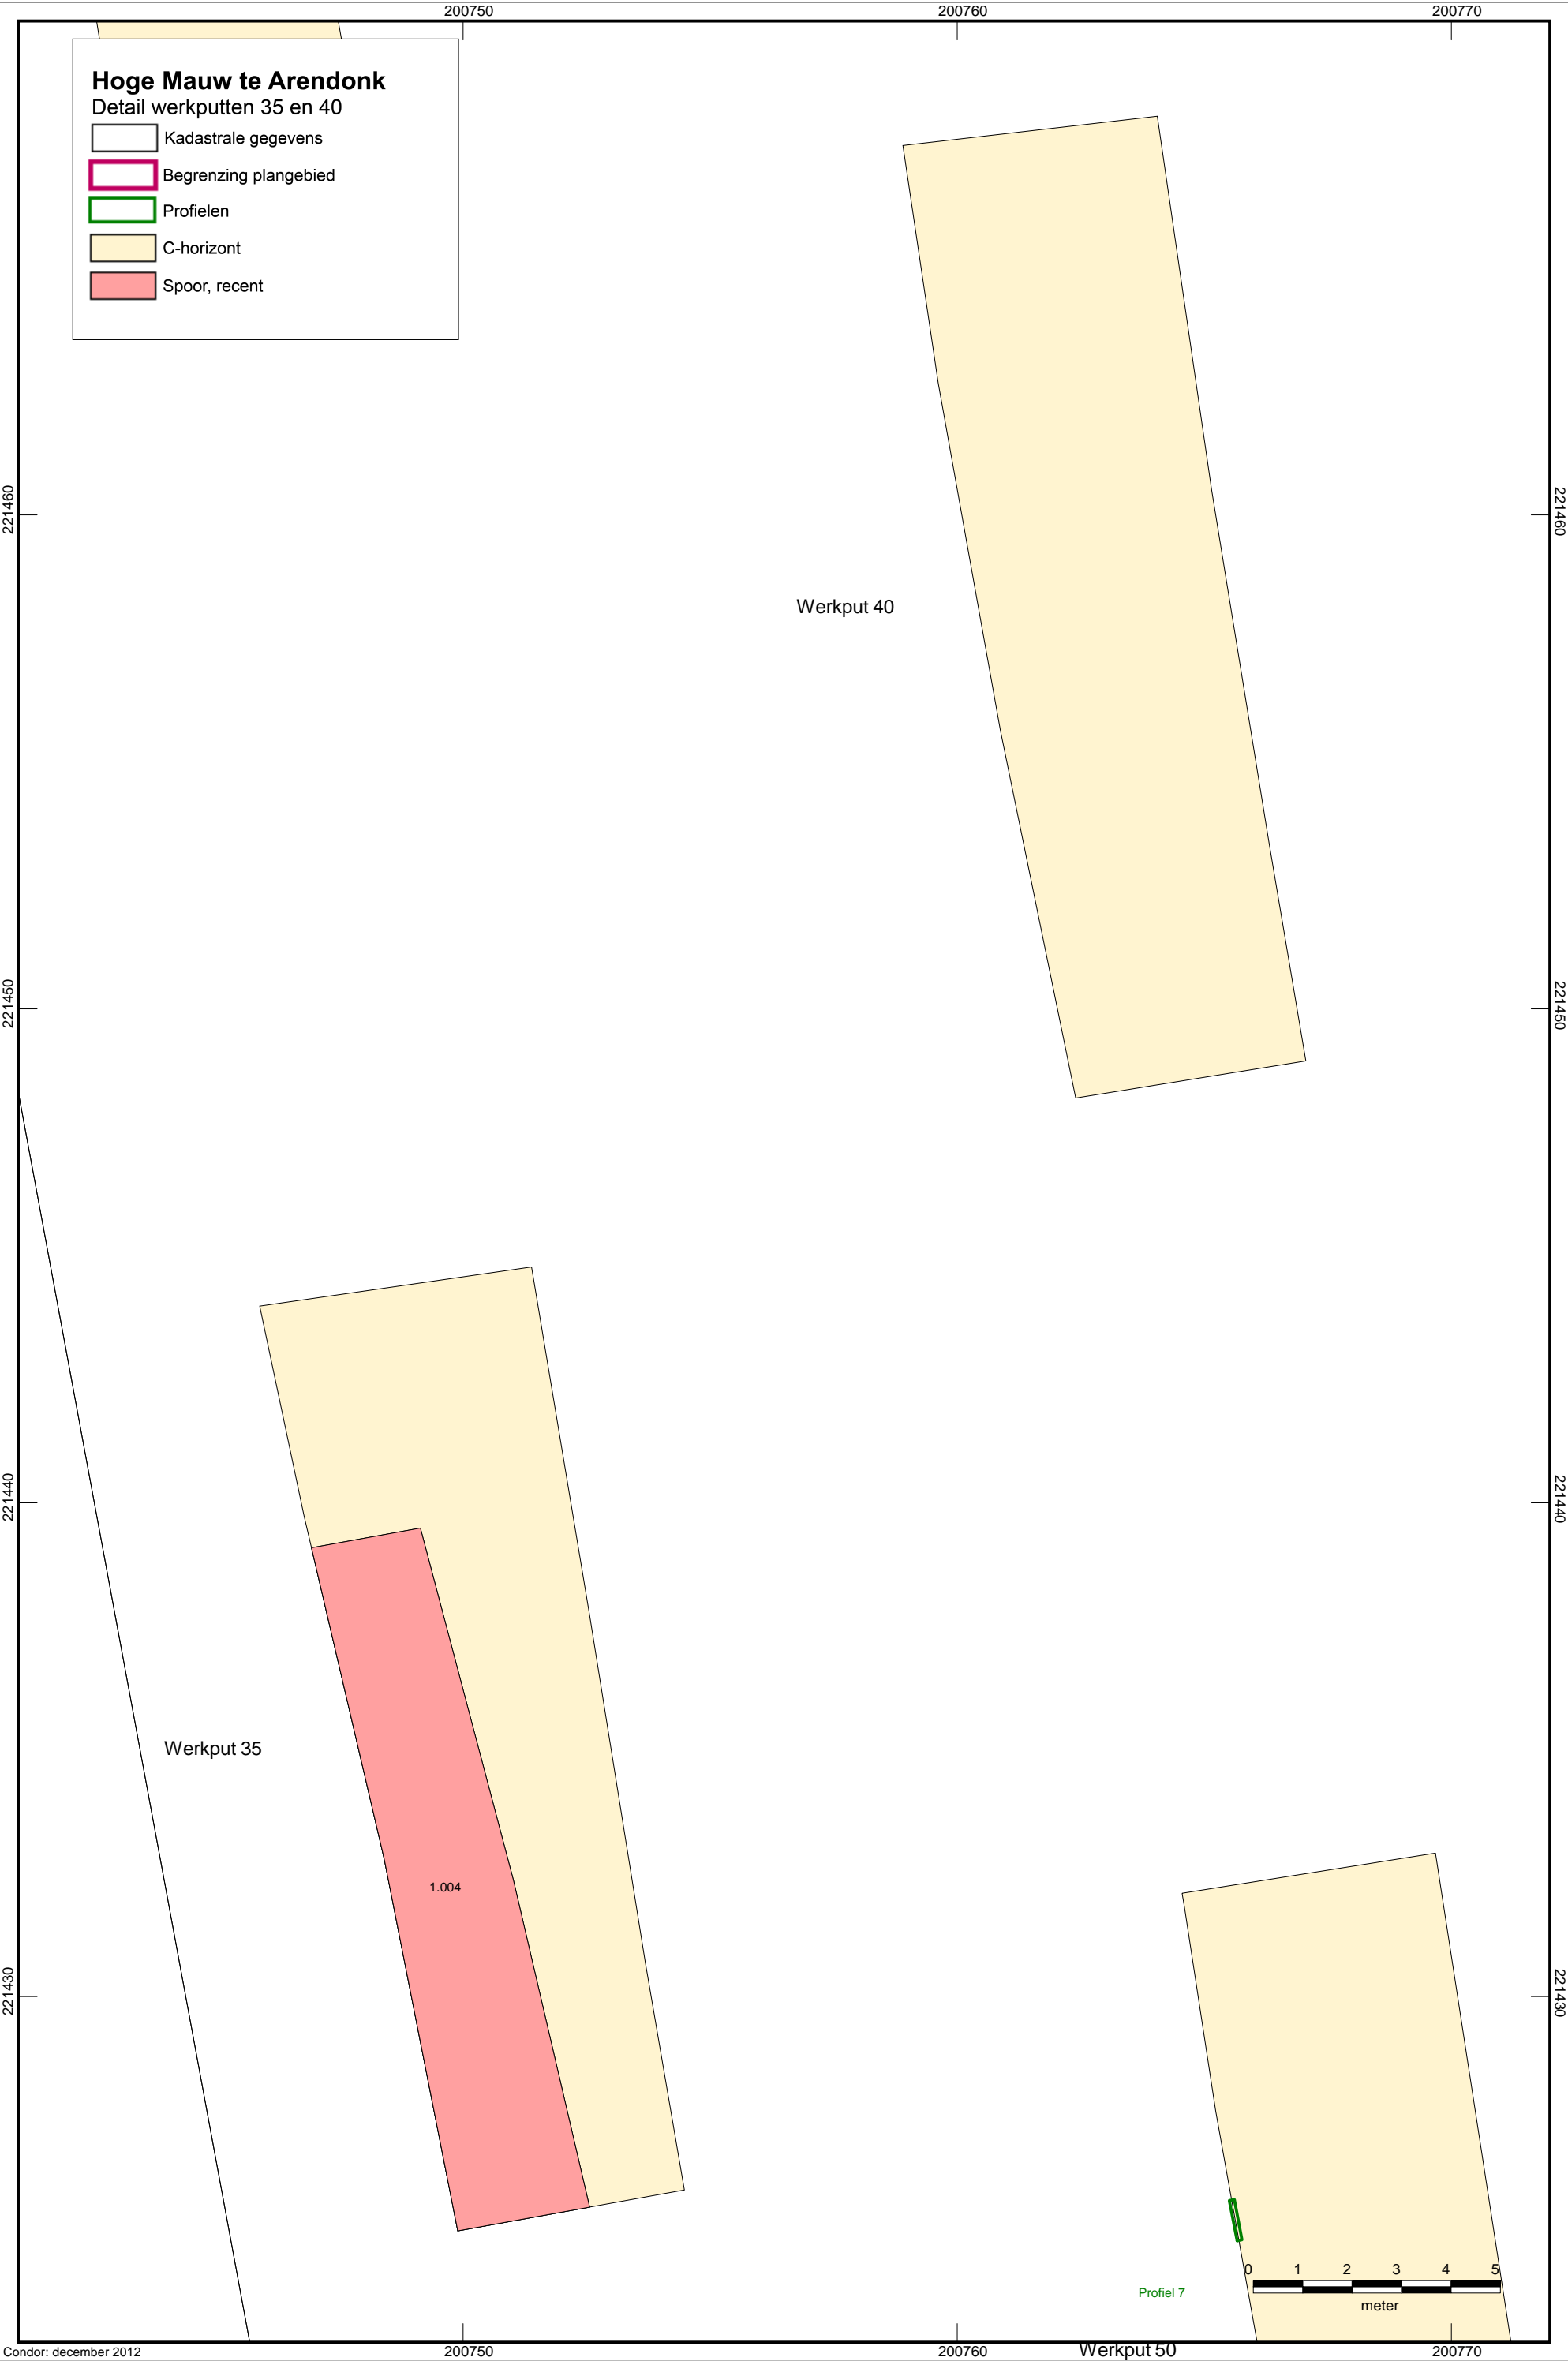 200750 200760 200770
Hoge Mauw te Arendonk
Detail werkputten 35 en 40
Kadastrale gegevens
Begrenzing plangebied
Profielen
C-horizont
Spoor, recent
221460 221460
Werkput 40
221450 221450
221440 221440
Werkput 35
1.004
221430 221430
0 1 2 3 4 5
Profiel 7
meter
Condor: december 2012 200750 200760 Werkput 50 200770